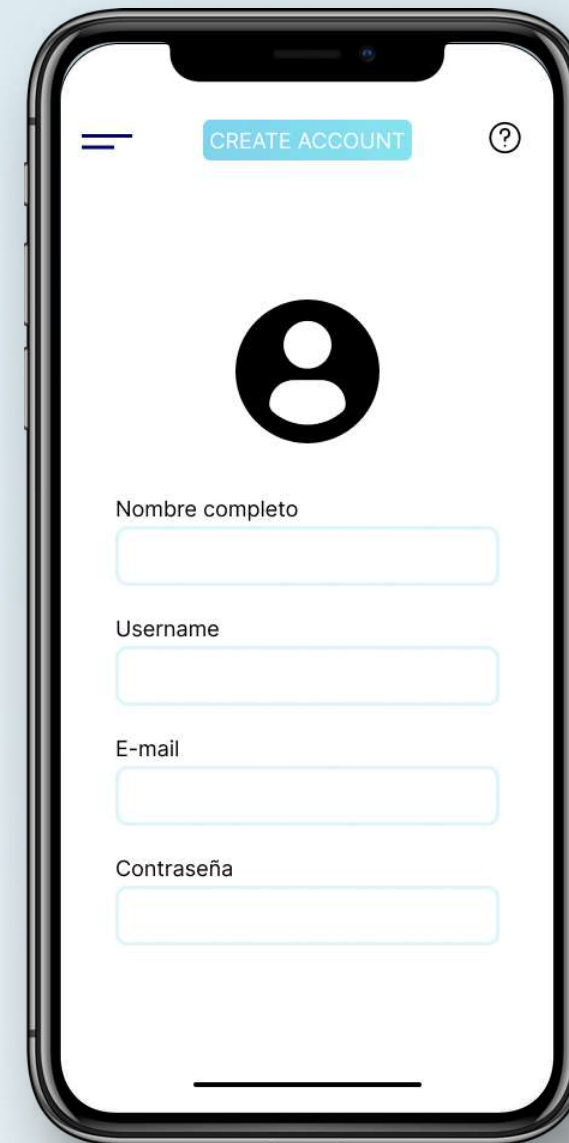 CREATE ACCOUNT
?
Nombre completo
Username
E-mail
Contraseña